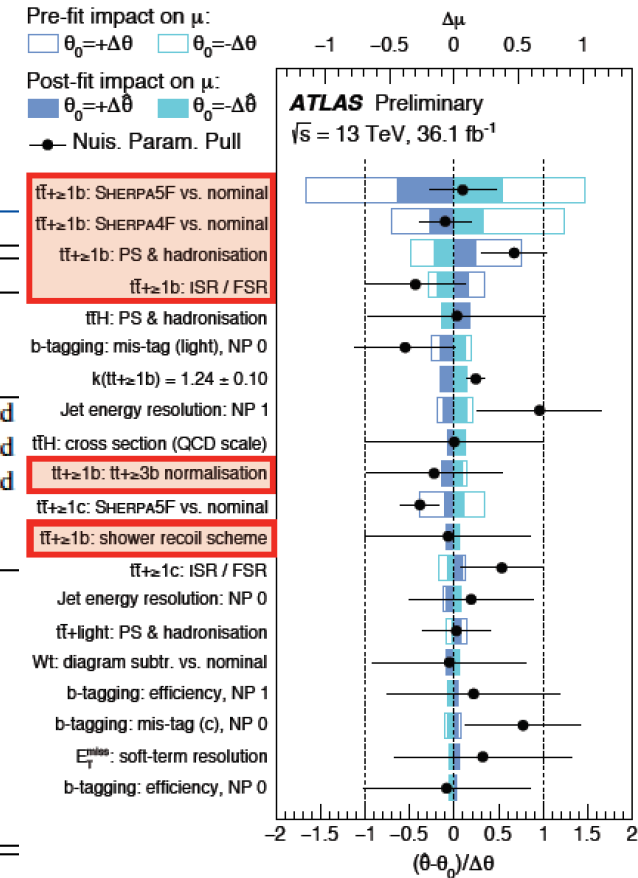 Pre-fit impact on μ:
θ₀=+Δθ θ₀=-Δθ
Post-fit impact on μ:
θ₀=+Δθ̂ θ₀=-Δθ̂
Nuis. Param. Pull
Δμ
−1 −0.5 0 0.5 1
ATLAS Preliminary
√s = 13 TeV, 36.1 fb⁻¹
tt̄+≥1b: SHERPA5F vs. nominal
tt̄+≥1b: SHERPA4F vs. nominal
tt̄+≥1b: PS & hadronisation
tt̄+≥1b: ISR / FSR
tt̄H: PS & hadronisation
b-tagging: mis-tag (light), NP 0
k(tt̄+≥1b) = 1.24 ± 0.10
d Jet energy resolution: NP 1
d tt̄H: cross section (QCD scale)
d tt̄+≥1b: tt̄+≥3b normalisation
tt̄+≥1c: SHERPA5F vs. nominal
tt̄+≥1b: shower recoil scheme
tt̄+≥1c: ISR / FSR
Jet energy resolution: NP 0
tt̄+light: PS & hadronisation
Wt: diagram subtr. vs. nominal
b-tagging: efficiency, NP 1
b-tagging: mis-tag (c), NP 0
E_T^miss: soft-term resolution
b-tagging: efficiency, NP 0
−2 −1.5 −1 −0.5 0 0.5 1 1.5 2
(θ̂-θ₀)/Δθ